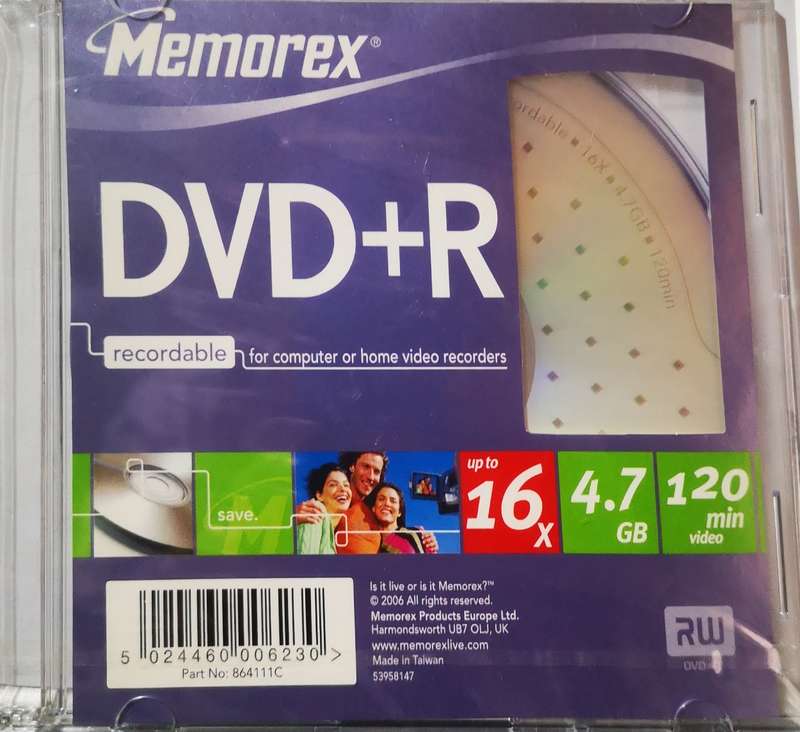 Memorex®
ordable ■ 16X ■ 4.7GB ■ 120min
DVD+R
recordable for computer or home video recorders
save.
up to
16x
4.7
GB
120
min
video
Is it live or is it Memorex?™
© 2006 All rights reserved.
Memorex Products Europe Ltd.
Harmondsworth UB7 OLJ, UK
www.memorexlive.com
Made in Taiwan
53958147
5 024460 006230 >
Part No: 864111C
RW